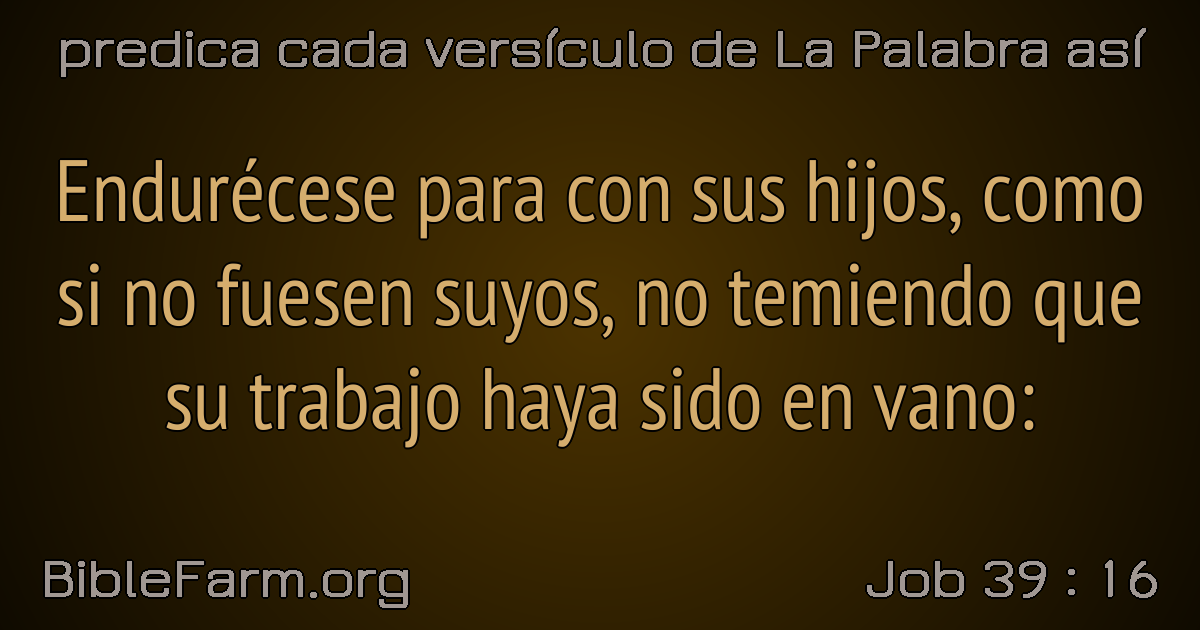 predica cada versículo de La Palabra así
Endurécese para con sus hijos, como
si no fuesen suyos, no temiendo que
su trabajo haya sido en vano:
BibleFarm.org
Job 39 : 16